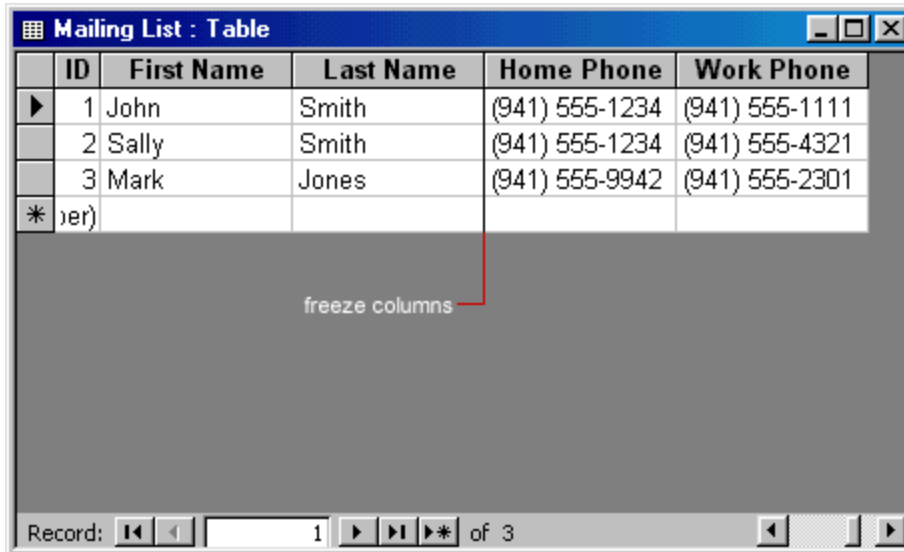 Mailing List : Table
ID First Name Last Name Home Phone Work Phone
1 John Smith (941) 555-1234 (941) 555-1111
2 Sally Smith (941) 555-1234 (941) 555-4321
3 Mark Jones (941) 555-9942 (941) 555-2301
ber)
freeze columns
Record: 1 of 3